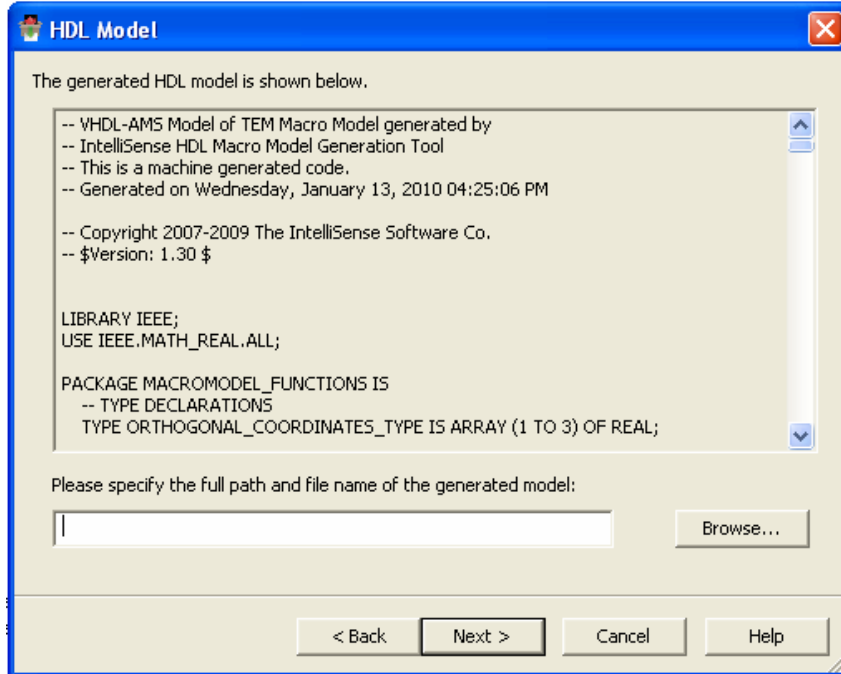 HDL Model
The generated HDL model is shown below.
-- VHDL-AMS Model of TEM Macro Model generated by
-- IntelliSense HDL Macro Model Generation Tool
-- This is a machine generated code.
-- Generated on Wednesday, January 13, 2010 04:25:06 PM
-- Copyright 2007-2009 The IntelliSense Software Co.
-- $Version: 1.30 $
LIBRARY IEEE;
USE IEEE.MATH_REAL.ALL;
PACKAGE MACROMODEL_FUNCTIONS IS
-- TYPE DECLARATIONS
TYPE ORTHOGONAL_COORDINATES_TYPE IS ARRAY (1 TO 3) OF REAL;
Please specify the full path and file name of the generated model:
Browse...
< Back
Next >
Cancel
Help